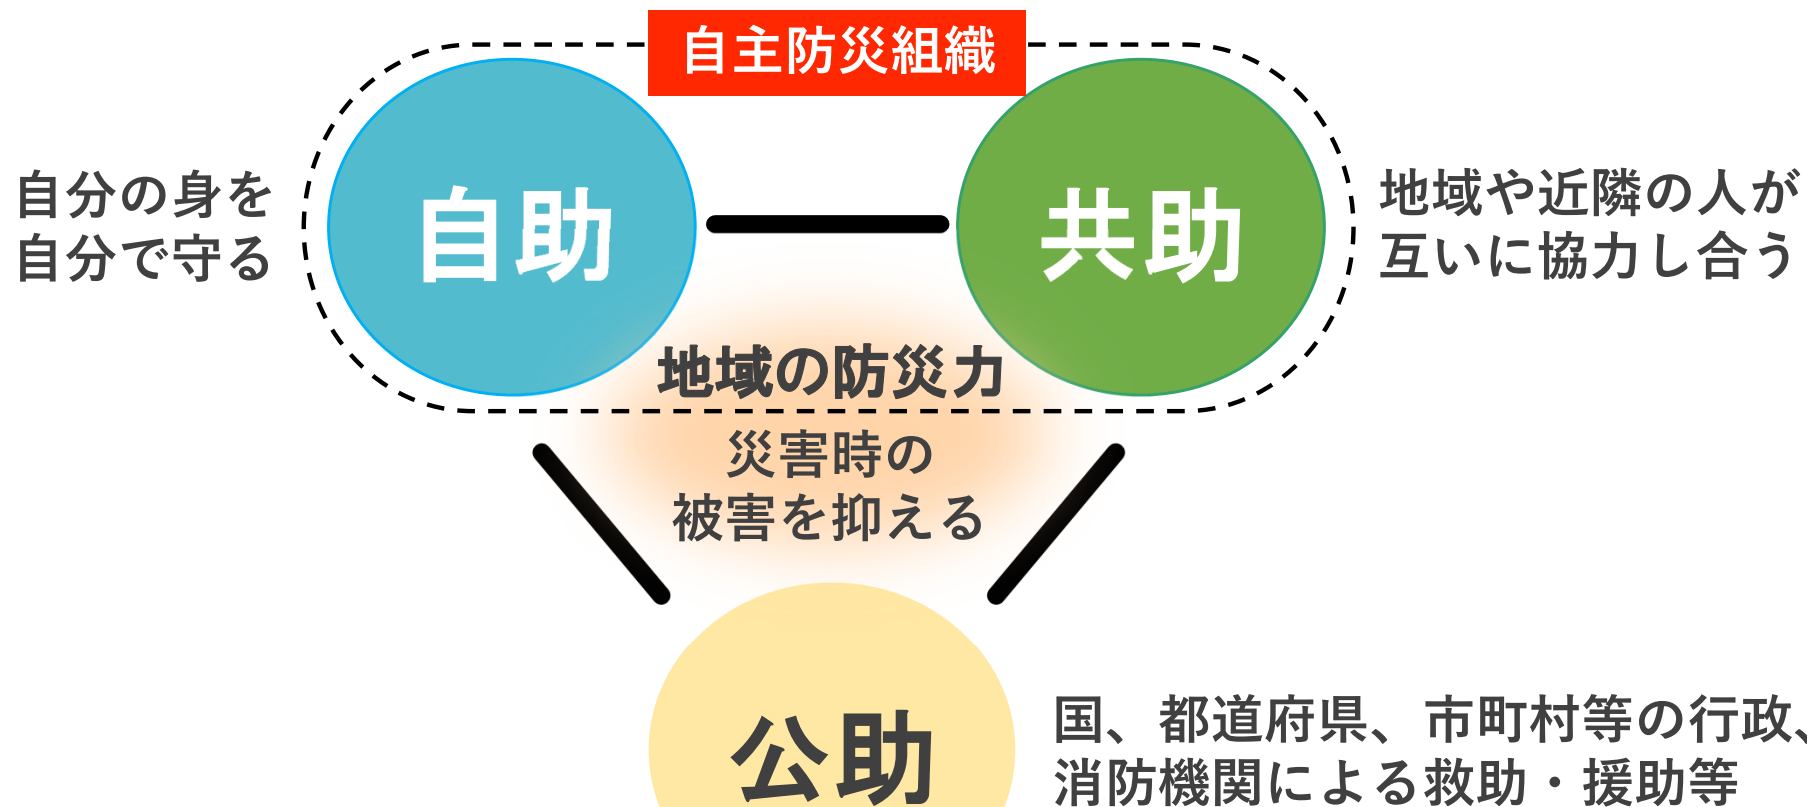 自主防災組織
自助
共助
自分の身を
自分で守る
地域や近隣の人が
互いに協力し合う
地域の防災力
災害時の
被害を抑える
公助
国、都道府県、市町村等の行政、
消防機関による救助・援助等